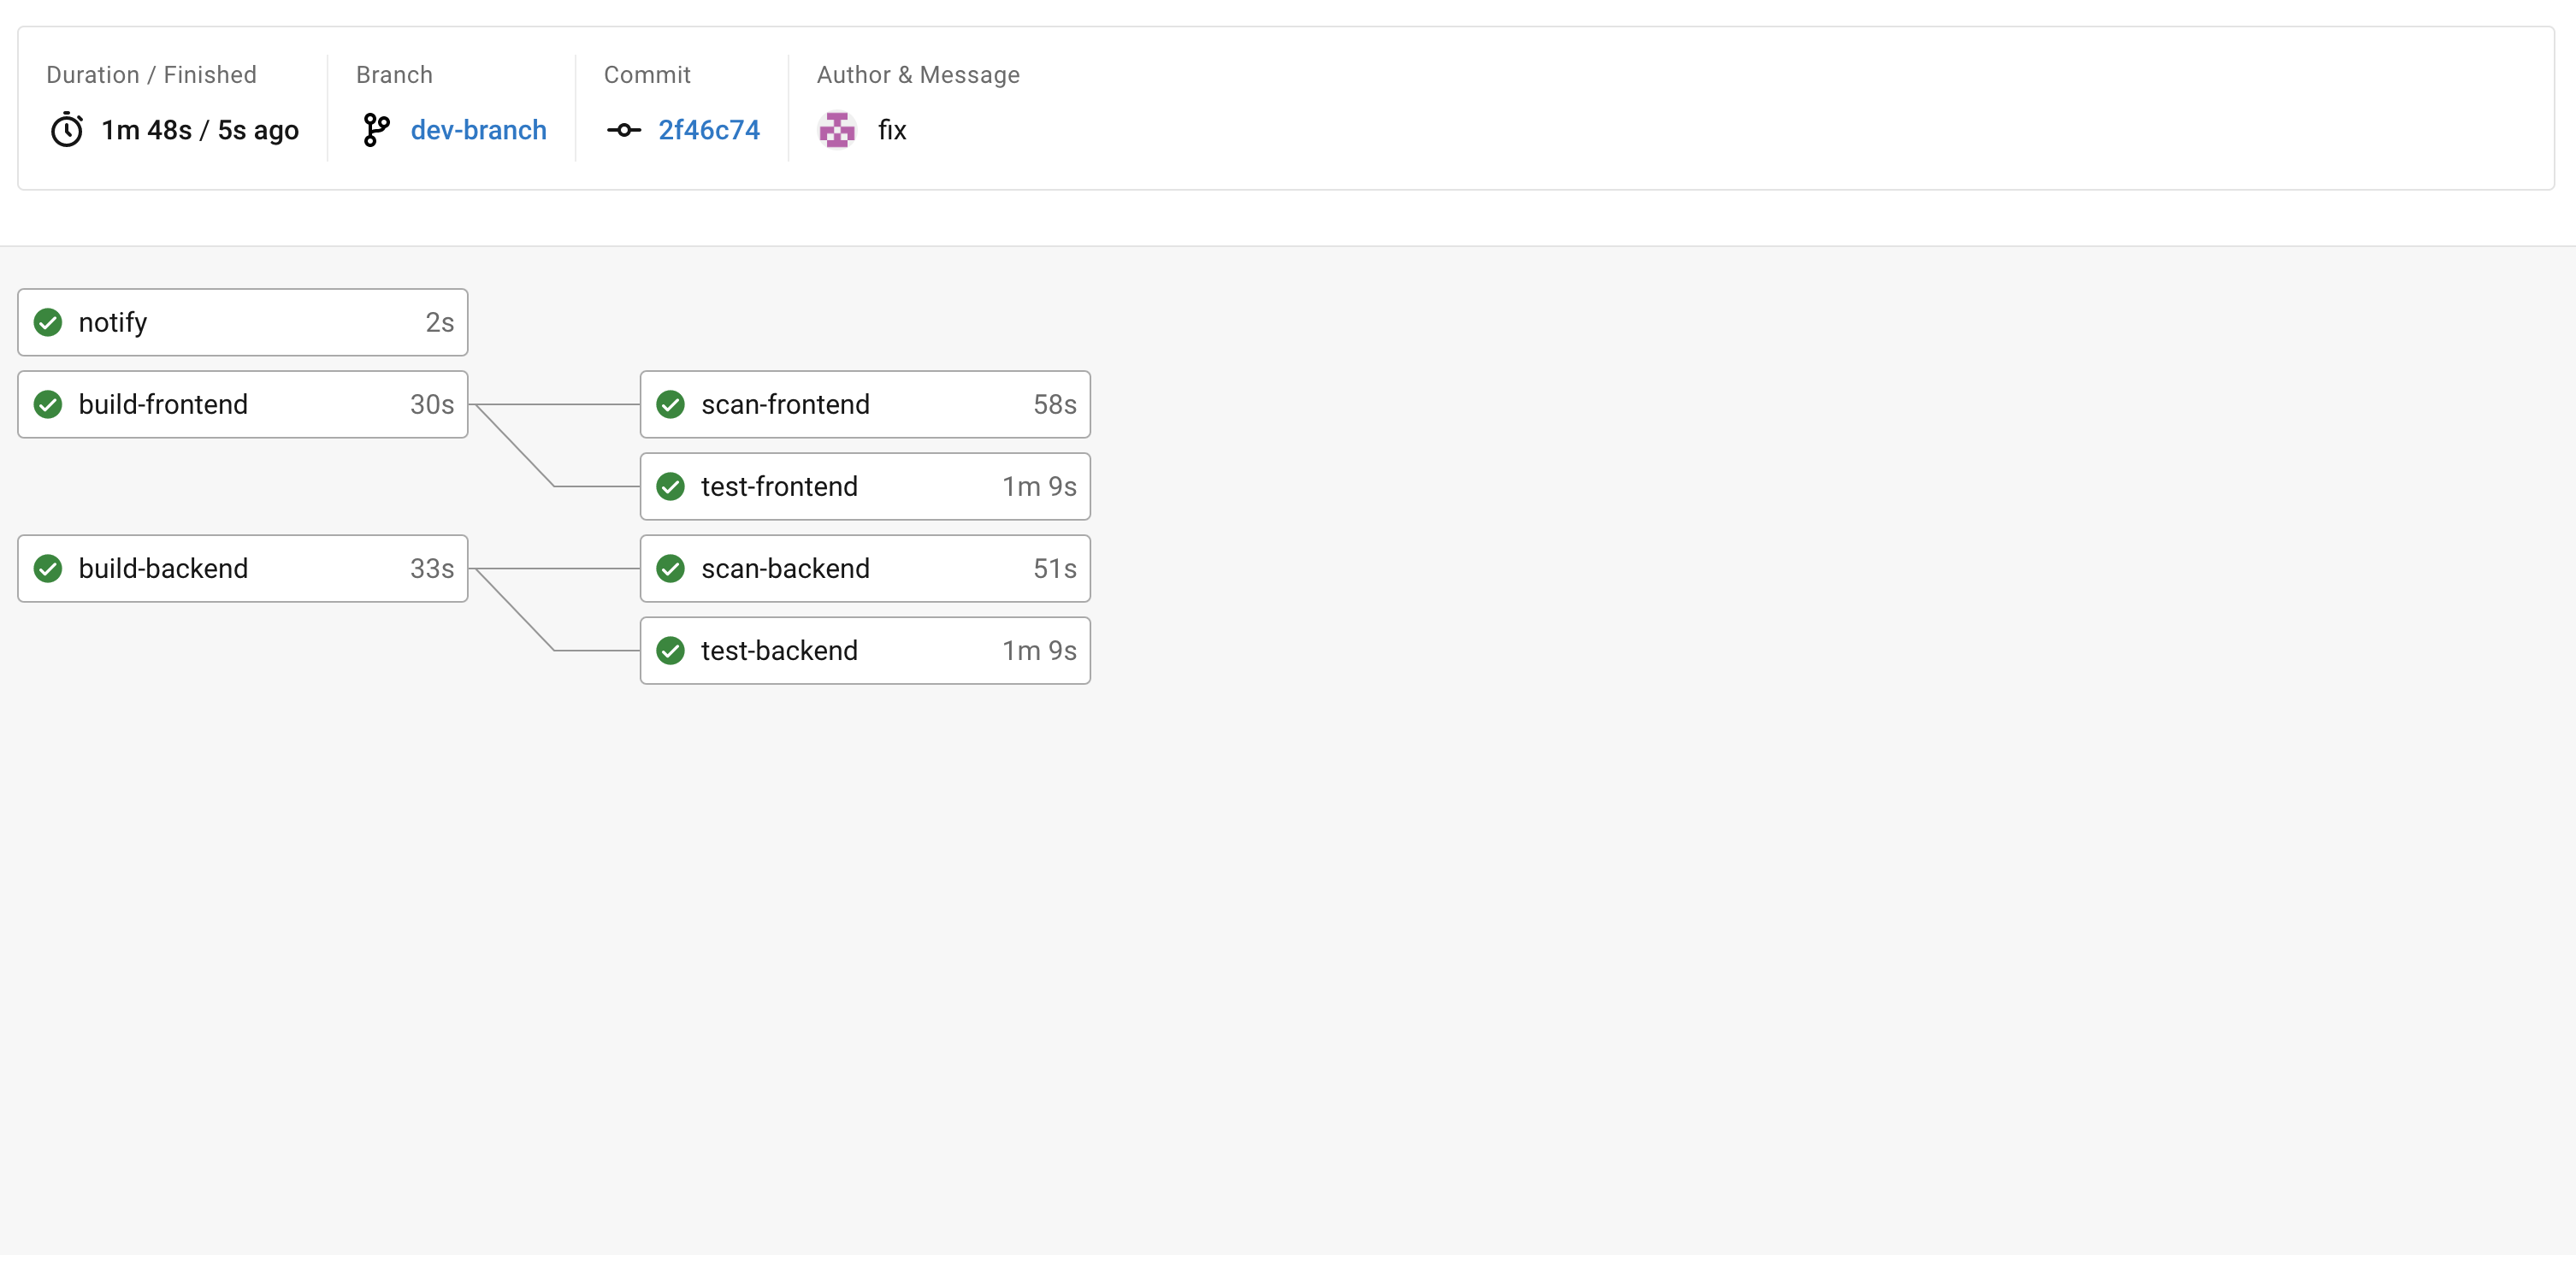 Duration / Finished
1m 48s / 5s ago
Branch
dev-branch
Commit
2f46c74
Author & Message
fix
notify 2s
build-frontend 30s
scan-frontend 58s
test-frontend 1m 9s
build-backend 33s
scan-backend 51s
test-backend 1m 9s